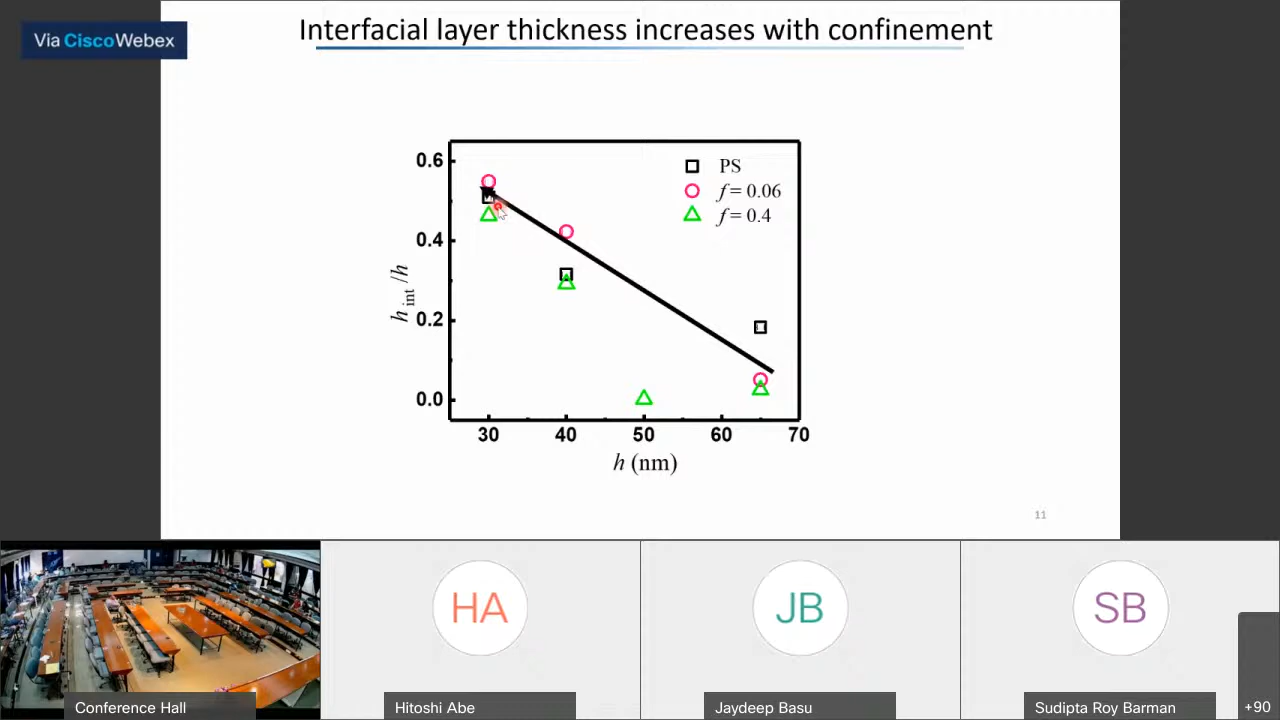 Via CiscoWebex
Interfacial layer thickness increases with confinement
0.6
0.4
0.2
0.0
h int /h
PS
f = 0.06
f = 0.4
30 40 50 60 70
h (nm)
11
HA
JB
SB
Conference Hall
Hitoshi Abe
Jaydeep Basu
Sudipta Roy Barman
+90